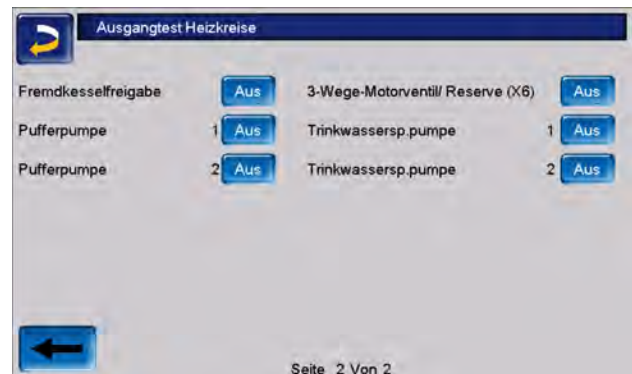 Ausgangtest Heizkreise
Fremdkesselfreigabe Aus 3-Wege-Motorventil/ Reserve (X6) Aus
Pufferpumpe 1 Aus Trinkwassersp.pumpe 1 Aus
Pufferpumpe 2 Aus Trinkwassersp.pumpe 2 Aus
Seite 2 Von 2